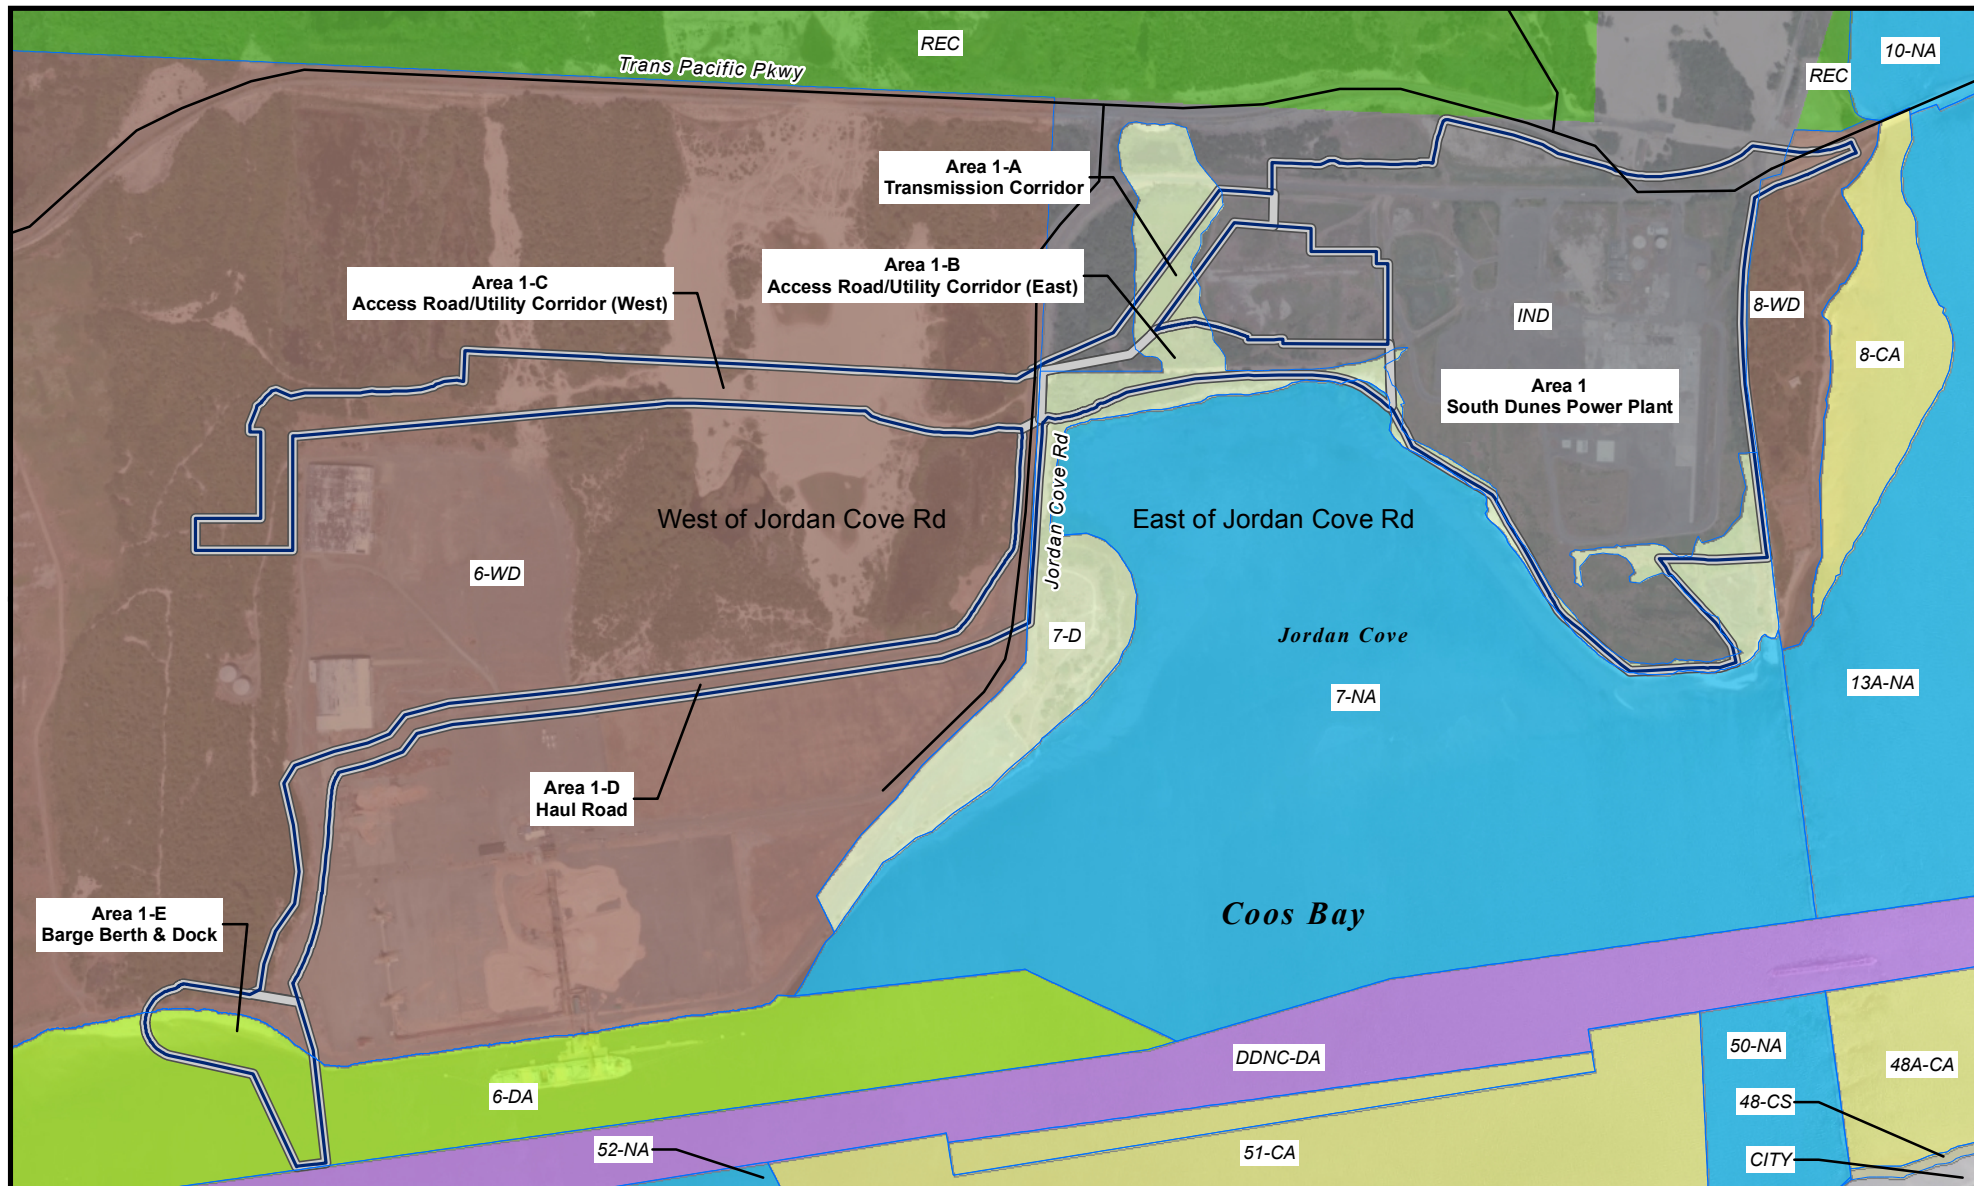 REC
10-NA
Trans Pacific Pkwy
REC
Area 1-A
Transmission Corridor
Area 1-B
Access Road/Utility Corridor (East)
Area 1-C
Access Road/Utility Corridor (West)
IND
8-WD
8-CA
Area 1
South Dunes Power Plant
Jordan Cove Rd
West of Jordan Cove Rd
East of Jordan Cove Rd
6-WD
7-D
Jordan Cove
7-NA
13A-NA
Area 1-D
Haul Road
Area 1-E
Barge Berth & Dock
Coos Bay
DDNC-DA
50-NA
48A-CA
6-DA
48-CS
52-NA
51-CA
CITY